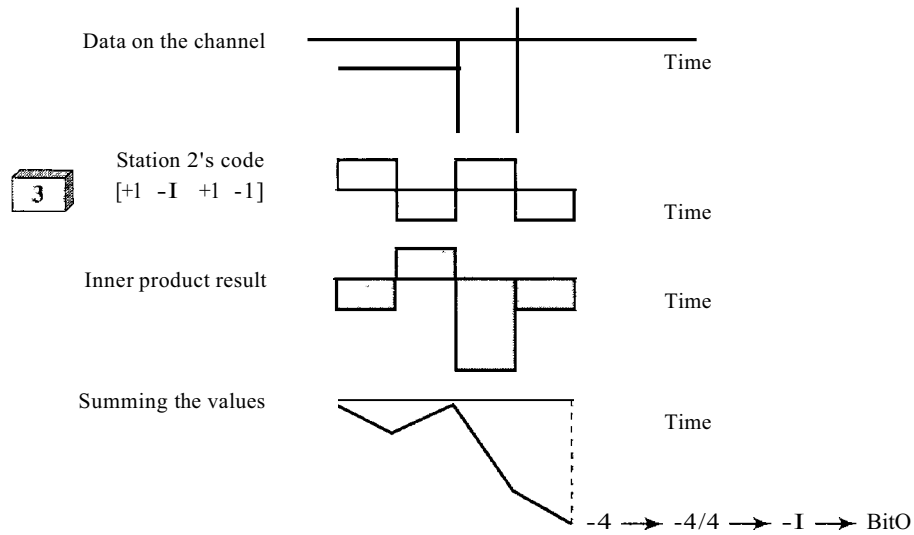 Data on the channel
Time
Station 2's code
3
[+1 -I +1 -1]
Time
Inner product result
Time
Summing the values
Time
-4 → -4/4 → -I → BitO